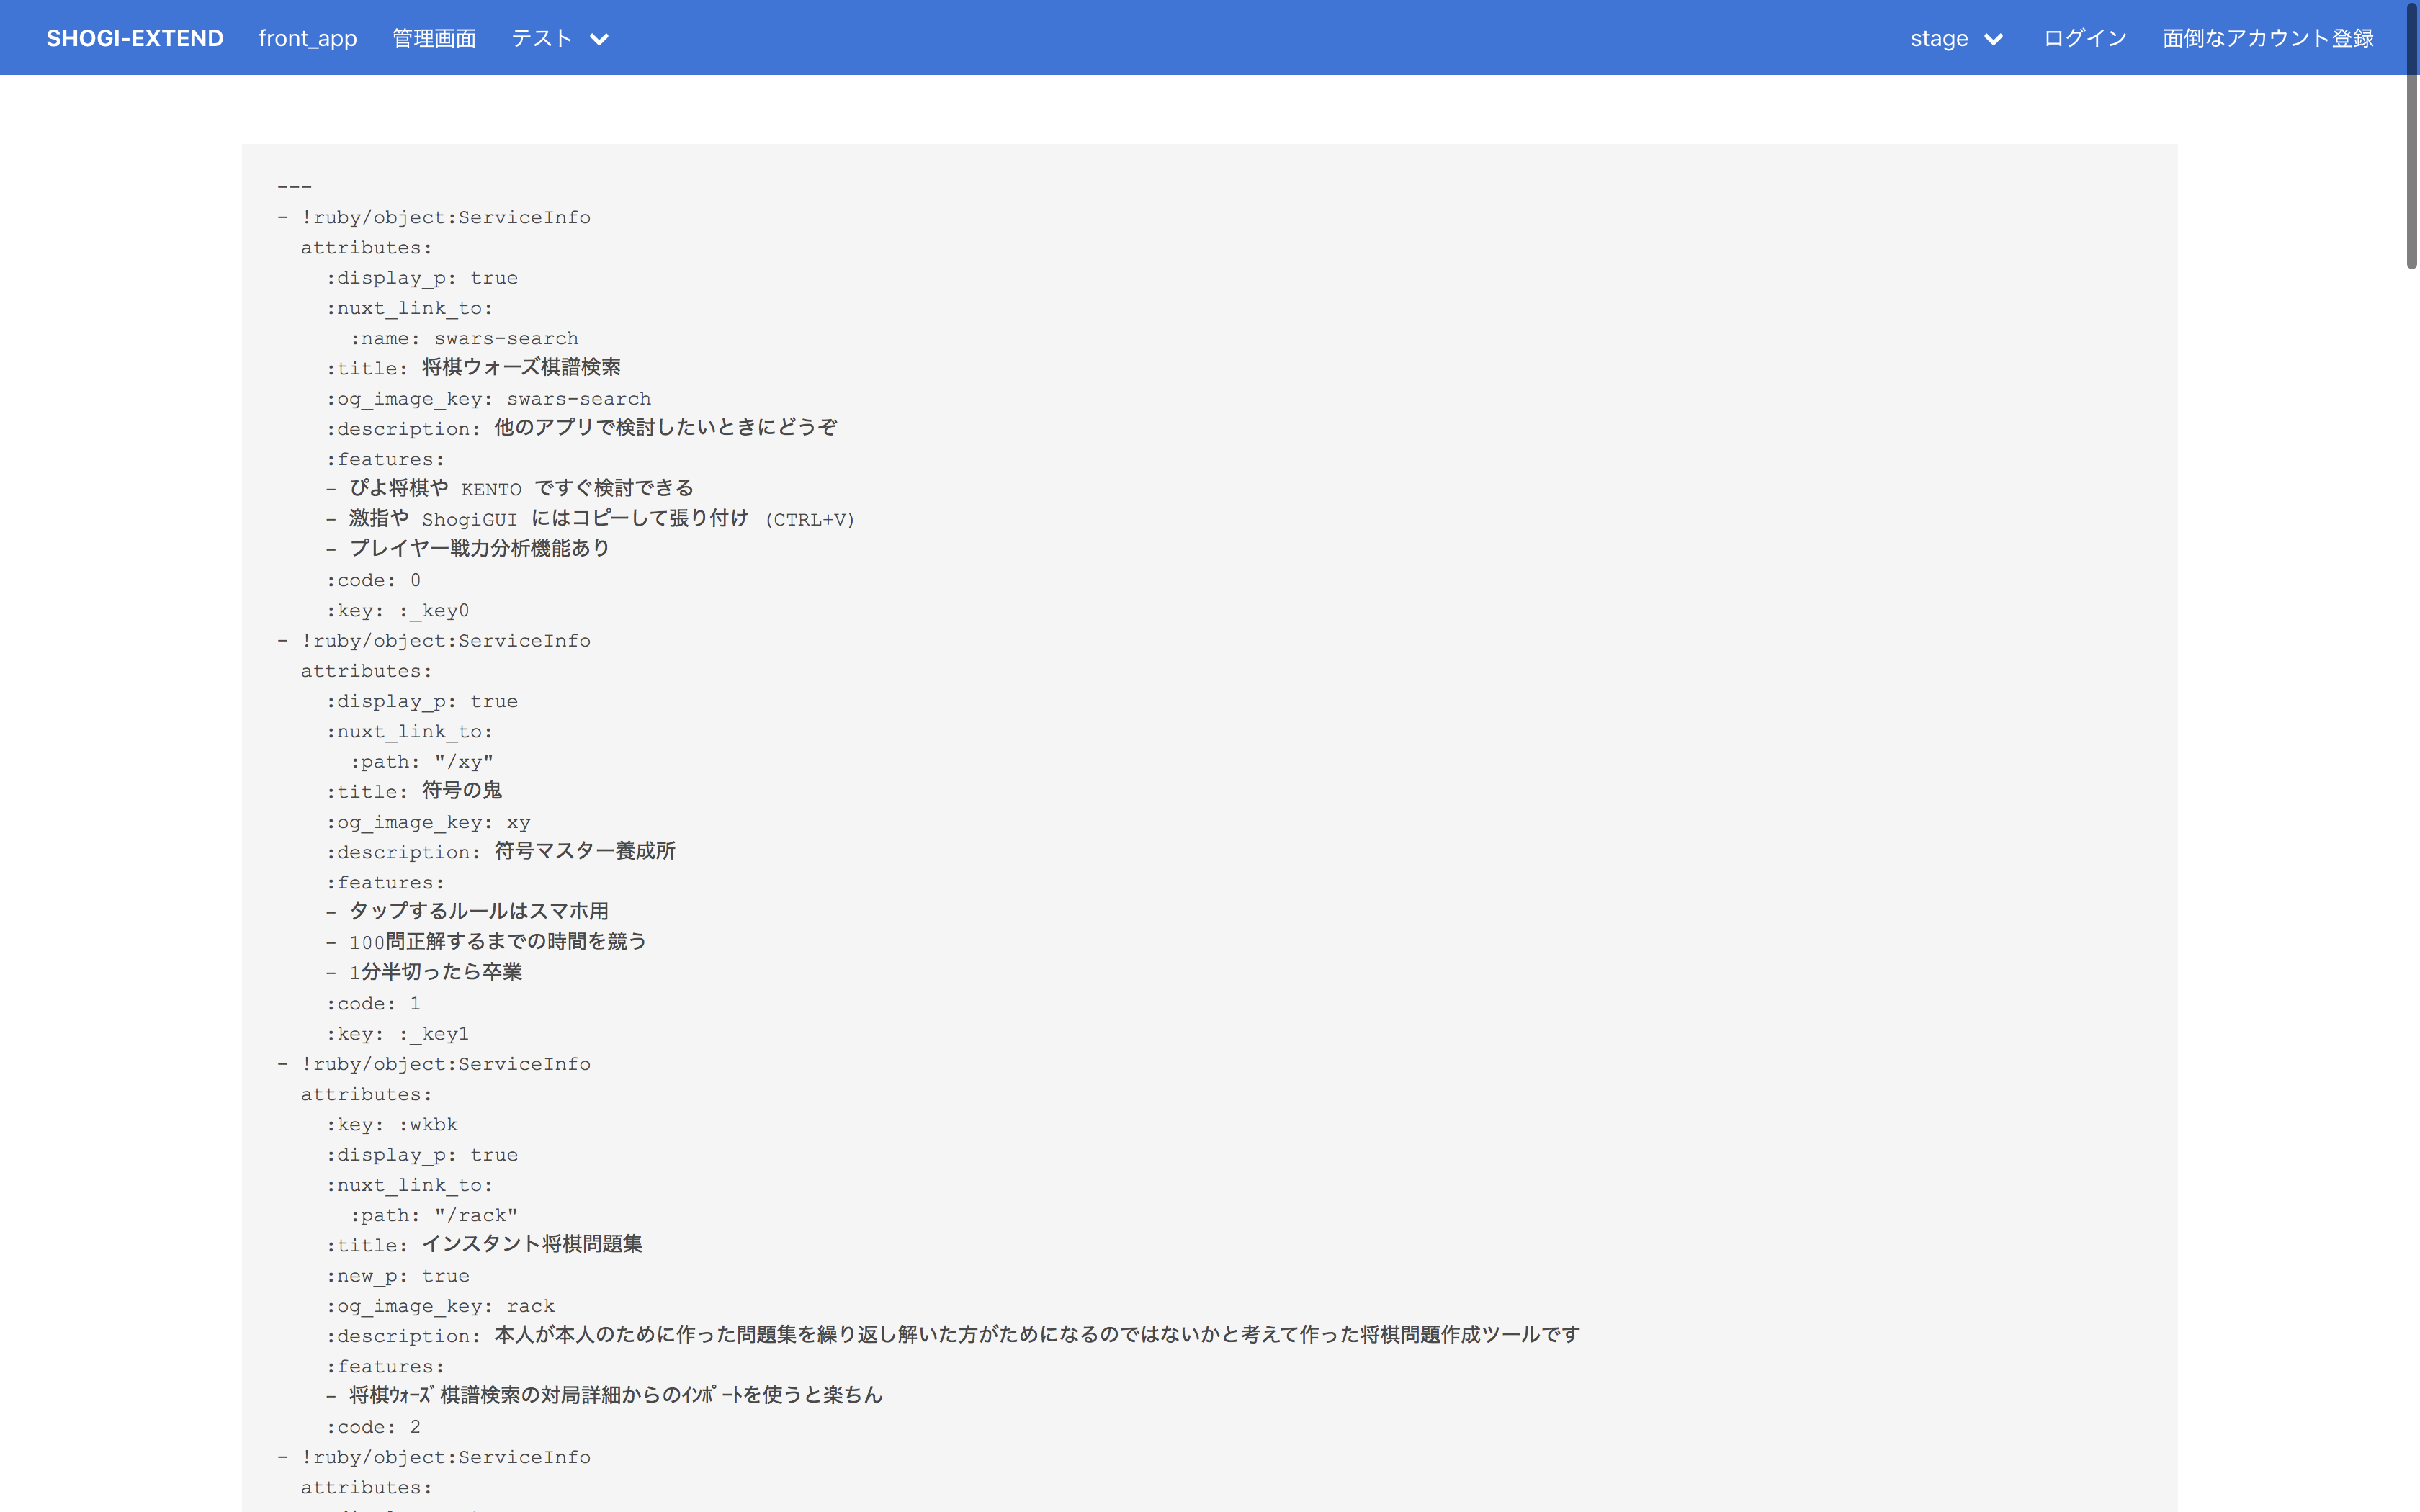 SHOGI-EXTEND front_app 管理画面 テスト stage ログイン 面倒なアカウント登録
---
- !ruby/object:ServiceInfo
  attributes:
    :display_p: true
    :nuxt_link_to:
      :name: swars-search
    :title: 将棋ウォーズ棋譜検索
    :og_image_key: swars-search
    :description: 他のアプリで検討したいときにどうぞ
    :features:
    - ぴよ将棋や KENTO ですぐ検討できる
    - 激指や ShogiGUI にはコピーして張り付け (CTRL+V)
    - プレイヤー戦力分析機能あり
    :code: 0
    :key: :_key0
- !ruby/object:ServiceInfo
  attributes:
    :display_p: true
    :nuxt_link_to:
      :path: "/xy"
    :title: 符号の鬼
    :og_image_key: xy
    :description: 符号マスター養成所
    :features:
    - タップするルールはスマホ用
    - 100問正解するまでの時間を競う
    - 1分半切ったら卒業
    :code: 1
    :key: :_key1
- !ruby/object:ServiceInfo
  attributes:
    :key: :wkbk
    :display_p: true
    :nuxt_link_to:
      :path: "/rack"
    :title: インスタント将棋問題集
    :new_p: true
    :og_image_key: rack
    :description: 本人が本人のために作った問題集を繰り返し解いた方がためになるのではないかと考えて作った将棋問題作成ツールです
    :features:
    - 将棋ｳｫｰｽﾞ棋譜検索の対局詳細からのｲﾝﾎﾟｰﾄを使うと楽ちん
    :code: 2
- !ruby/object:ServiceInfo
  attributes: